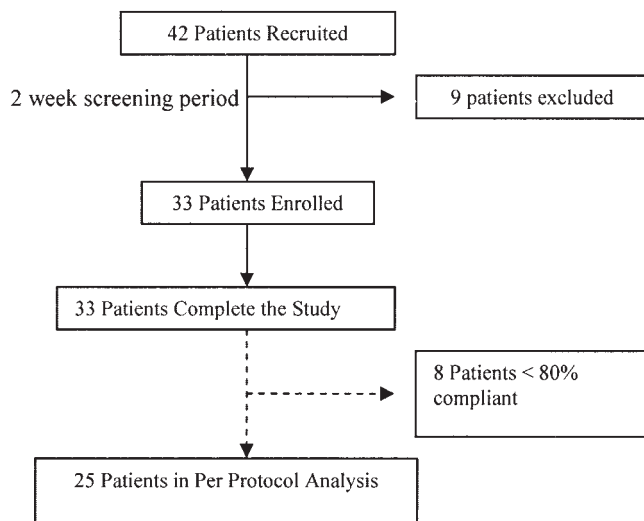 42 Patients Recruited
2 week screening period
9 patients excluded
33 Patients Enrolled
33 Patients Complete the Study
8 Patients < 80%
compliant
25 Patients in Per Protocol Analysis